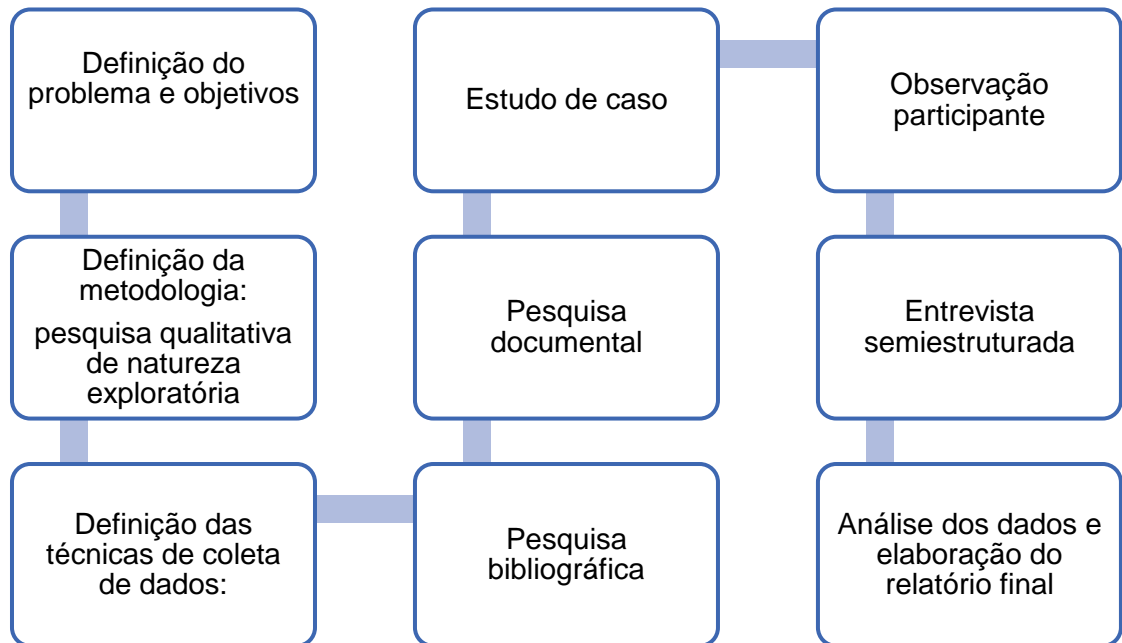 Definição do
problema e objetivos
Definição da
metodologia:
pesquisa qualitativa
de natureza
exploratória
Definição das
técnicas de coleta
de dados:
Pesquisa
bibliográfica
Pesquisa
documental
Estudo de caso
Observação
participante
Entrevista
semiestruturada
Análise dos dados e
elaboração do
relatório final